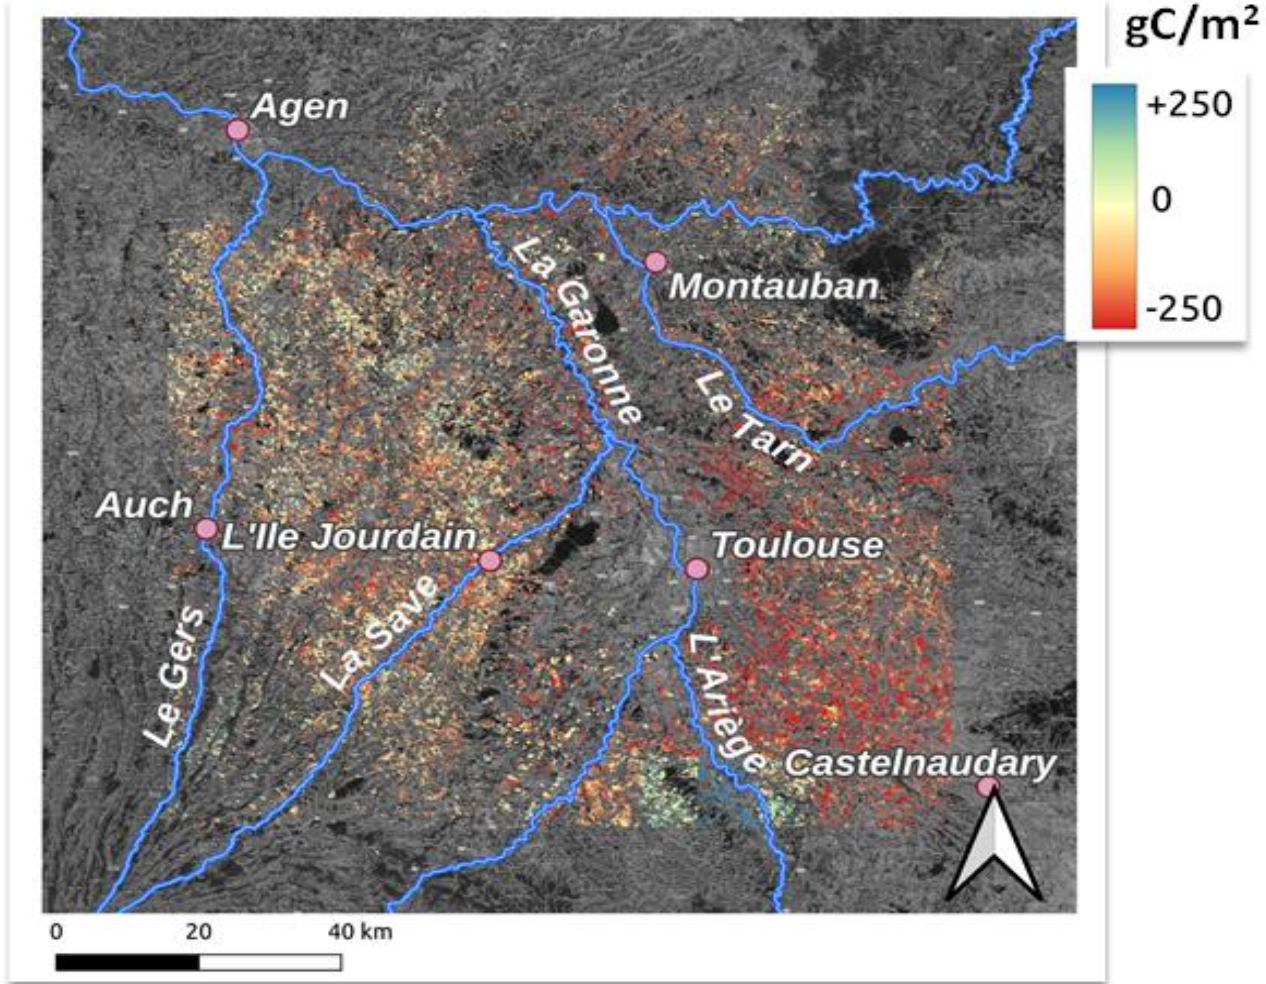 gC/m²
+250
0
-250
Agen
La Garonne
Montauban
Le Tarn
Auch
L'Ile Jourdain
Toulouse
La Save
Le Gers
L'Ariège
Castelnaudary
0 20 40 km